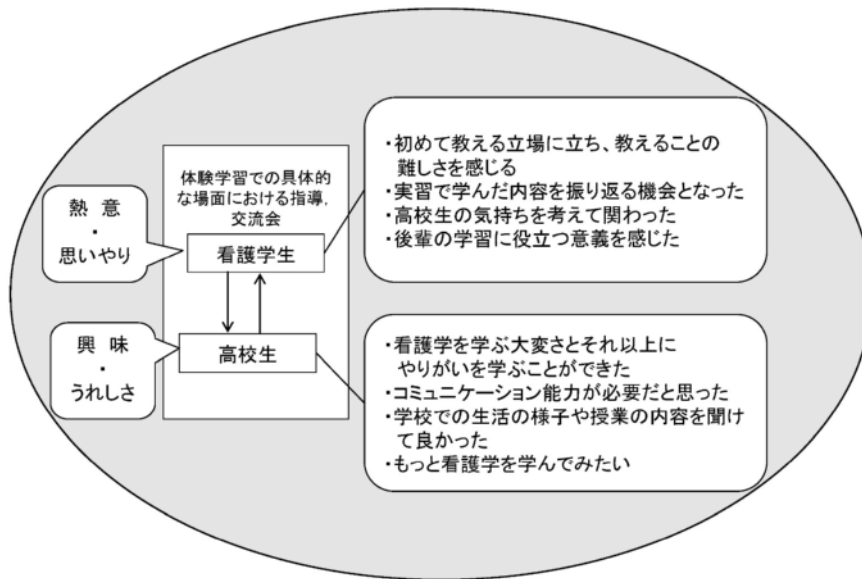 体験学習での具体的
な場面における指導,
交流会
熱 意
・
思いやり
看護学生
興 味
・
うれしさ
高校生
・初めて教える立場に立ち、教えることの
難しさを感じる
・実習で学んだ内容を振り返る機会となった
・高校生の気持ちを考えて関わった
・後輩の学習に役立つ意義を感じた
・看護学を学ぶ大変さとそれ以上に
やりがいを学ぶことができた
・コミュニケーション能力が必要だと思った
・学校での生活の様子や授業の内容を聞け
て良かった
・もっと看護学を学んでみたい